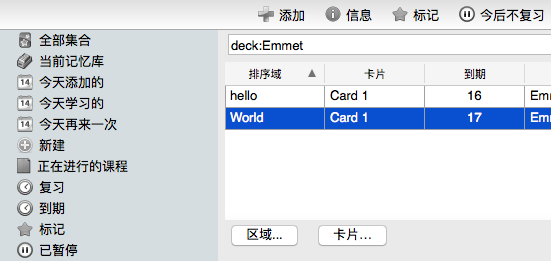 添加 信息 标记 今后不复习
全部集合
当前记忆库
今天添加的
今天学习的
今天再来一次
新建
正在进行的课程
复习
到期
标记
已暂停
deck:Emmet
排序域 卡片 到期
hello Card 1 16 Emm
World Card 1 17 Emm
区域... 卡片...